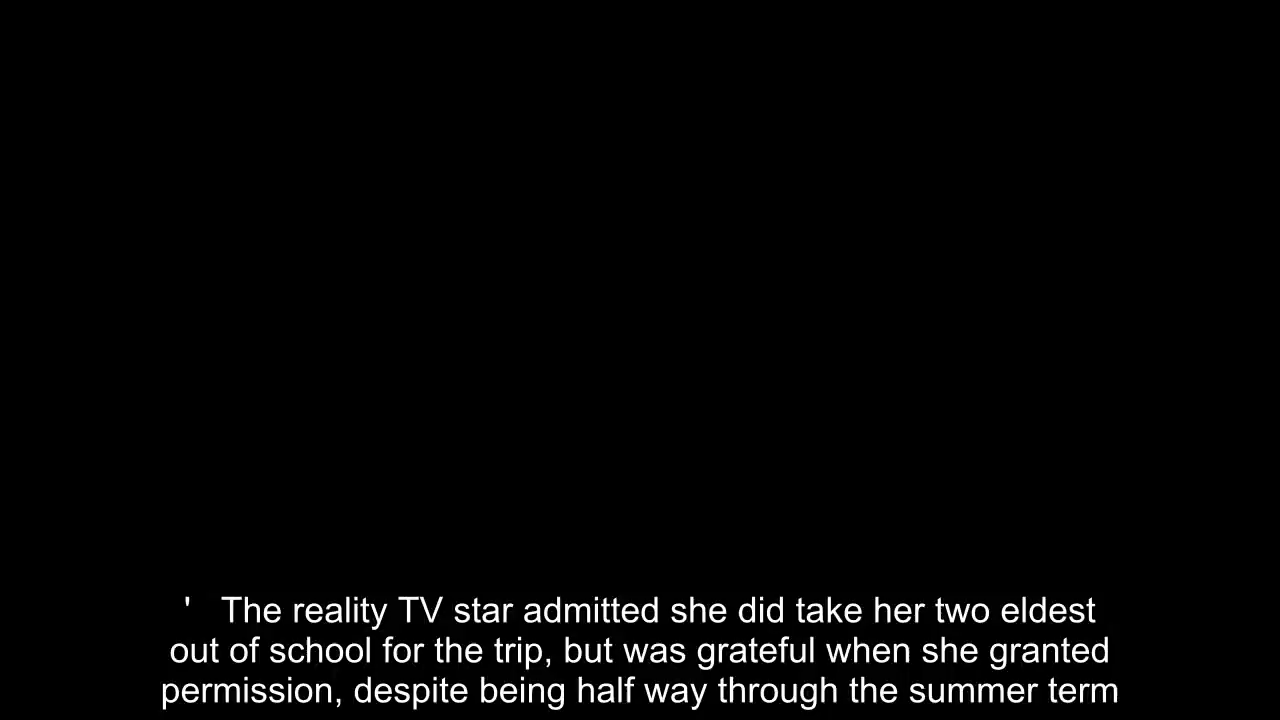 ' The reality TV star admitted she did take her two eldest
out of school for the trip, but was grateful when she granted
permission, despite being half way through the summer term